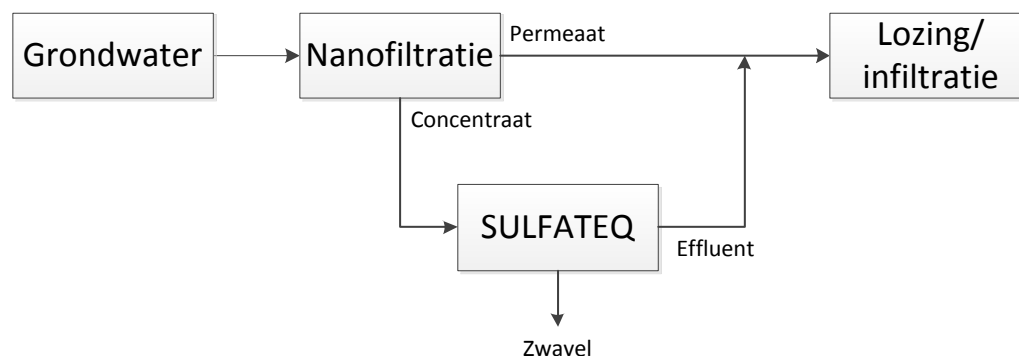 Grondwater
Nanofiltratie
Permeaat
Lozing/
infiltratie
Concentraat
SULFATEQ
Effluent
Zwavel